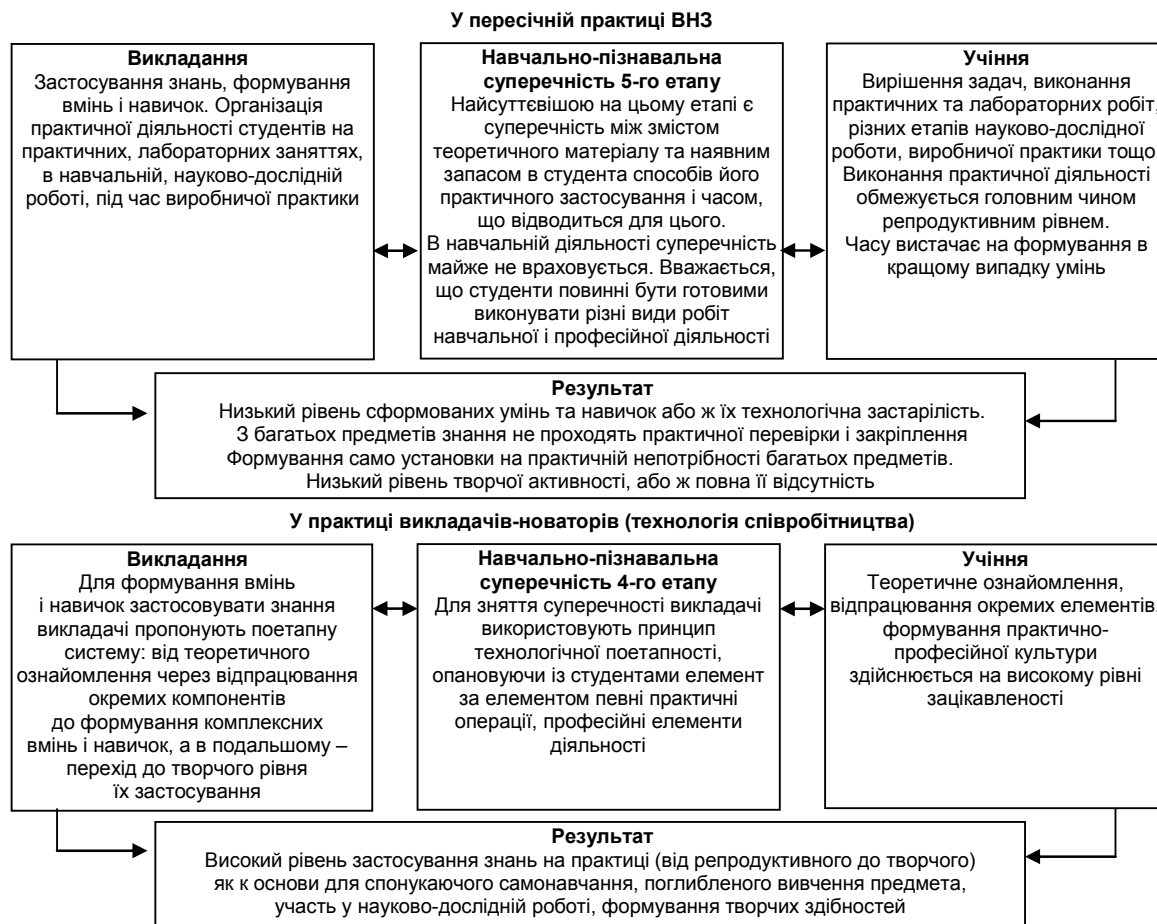 У пересічній практиці ВНЗ
Викладання
Застосування знань, формування
вмінь і навичок. Організація
практичної діяльності студентів на
практичних, лабораторних заняттях,
в навчальній, науково-дослідній
роботі, під час виробничої практики
Навчально-пізнавальна
суперечність 5-го етапу
Найсуттєвішою на цьому етапі є
суперечність між змістом
теоретичного матеріалу та наявним
запасом в студента способів його
практичного застосування і часом,
що відводиться для цього.
В навчальній діяльності суперечність
майже не враховується. Вважається,
що студенти повинні бути готовими
виконувати різні види робіт
навчальної і професійної діяльності
Учіння
Вирішення задач, виконання
практичних та лабораторних робіт,
різних етапів науково-дослідної
роботи, виробничої практики тощо.
Виконання практичної діяльності
обмежується головним чином
репродуктивним рівнем.
Часу вистачає на формування в
кращому випадку умінь
Результат
Низький рівень сформованих умінь та навичок або ж їх технологічна застарілість.
З багатьох предметів знання не проходять практичної перевірки і закріплення
Формування само установки на практичній непотрібності багатьох предметів.
Низький рівень творчої активності, або ж повна її відсутність
У практиці викладачів-новаторів (технологія співробітництва)
Викладання
Для формування вмінь
і навичок застосовувати знання
викладачі пропонують поетапну
систему: від теоретичного
ознайомлення через відпрацювання
окремих компонентів
до формування комплексних
вмінь і навичок, а в подальшому –
перехід до творчого рівня
їх застосування
Навчально-пізнавальна
суперечність 4-го етапу
Для зняття суперечності викладачі
використовують принцип
технологічної поетапності,
опановуючи із студентами елемент
за елементом певні практичні
операції, професійні елементи
діяльності
Учіння
Теоретичне ознайомлення,
відпрацювання окремих елементів,
формування практично-
професійної культури
здійснюється на високому рівні
зацікавленості
Результат
Високий рівень застосування знань на практиці (від репродуктивного до творчого)
як к основи для спонукаючого самонавчання, поглибленого вивчення предмета,
участь у науково-дослідній роботі, формування творчих здібностей